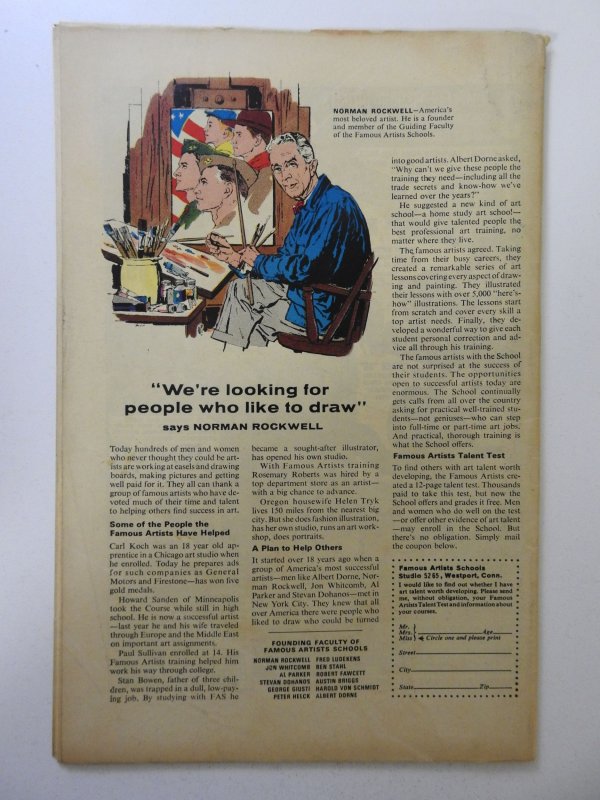 NORMAN ROCKWELL—America's
most beloved artist. He is a founder
and member of the Guiding Faculty
of the Famous Artists Schools.
"We're looking for
people who like to draw"
says NORMAN ROCKWELL
Today hundreds of men and women
who never thought they could be art-
ists are working at easels and drawing
boards, making pictures and getting
well paid for it. They all can thank a
group of famous artists who have de-
voted much of their time and talent
to helping others find success in art.
Some of the People the
Famous Artists Have Helped
Carl Koch was an 18 year old ap-
prentice in a Chicago art studio when
he enrolled. Today he prepares ads
for such companies as General
Motors and Firestone—has won five
gold medals.
Howard Sanden of Minneapolis
took the Course while still in high
school. He is now a successful artist
—last year he and his wife traveled
through Europe and the Middle East
on important art assignments.
Paul Sullivan enrolled at 14. His
Famous Artists training helped him
work his way through college.
Stan Bowen, father of three chil-
dren, was trapped in a dull, low-pay-
ing job. By studying with FAS he
became a sought-after illustrator,
has opened his own studio.
With Famous Artists training
Rosemary Roberts was hired by a
top department store as an artist—
with a big chance to advance.
Oregon housewife Helen Tryk
lives 150 miles from the nearest big
city. But she does fashion illustration,
has her own studio, runs an art work-
shop, does portraits.
A Plan to Help Others
It started over 18 years ago when a
group of America's most successful
artists—men like Albert Dorne, Nor-
man Rockwell, Jon Whitcomb, Al
Parker and Stevan Dohanos—met in
New York City. They knew that all
over America there were people who
liked to draw who could be turned
into good artists. Albert Dorne asked,
"Why can't we give these people the
training they need—including all the
trade secrets and know-how we've
learned over the years?"
He suggested a new kind of art
school—a home study art school—
that would give talented people the
best professional art training, no
matter where they live.
The famous artists agreed. Taking
time from their busy careers, they
created a remarkable series of art
lessons covering every aspect of draw-
ing and painting. They illustrated
their lessons with over 5,000 "here's-
how" illustrations. The lessons start
from scratch and cover every skill a
top artist needs. Finally, they de-
veloped a wonderful way to give each
student personal correction and ad-
vice all through his training.
The famous artists with the School
are not surprised at the success of
their students. The opportunities
open to successful artists today are
enormous. The School continually
gets calls from all over the country
asking for practical well-trained stu-
dents—not geniuses—who can step
into full-time or part-time art jobs.
And practical, thorough training is
what the School offers.
Famous Artists Talent Test
To find others with art talent worth
developing, the Famous Artists cre-
ated a 12-page talent test. Thousands
paid to take this test, but now the
School offers and grades it free. Men
and women who do well on the test
—or offer other evidence of art talent
—may enroll in the School. But
there's no obligation. Simply mail
the coupon below.
FOUNDING FACULTY OF
FAMOUS ARTISTS SCHOOLS
NORMAN ROCKWELL FRED LUDEKENS
JON WHITCOMB BEN STAHL
AL PARKER ROBERT FAWCETT
STEVAN DOHANOS AUSTIN BRIGGS
GEORGE GIUSTI HAROLD VON SCHMIDT
PETER HELCK ALBERT DORNE
Famous Artists Schools
Studio 5265, Westport, Conn.
I would like to find out whether I have
art talent worth developing. Please send
me, without obligation, your Famous
Artists Talent Test and information about
your courses.
Mr.
Mrs. Age
Miss Circle one and please print
Street
City
State Zip